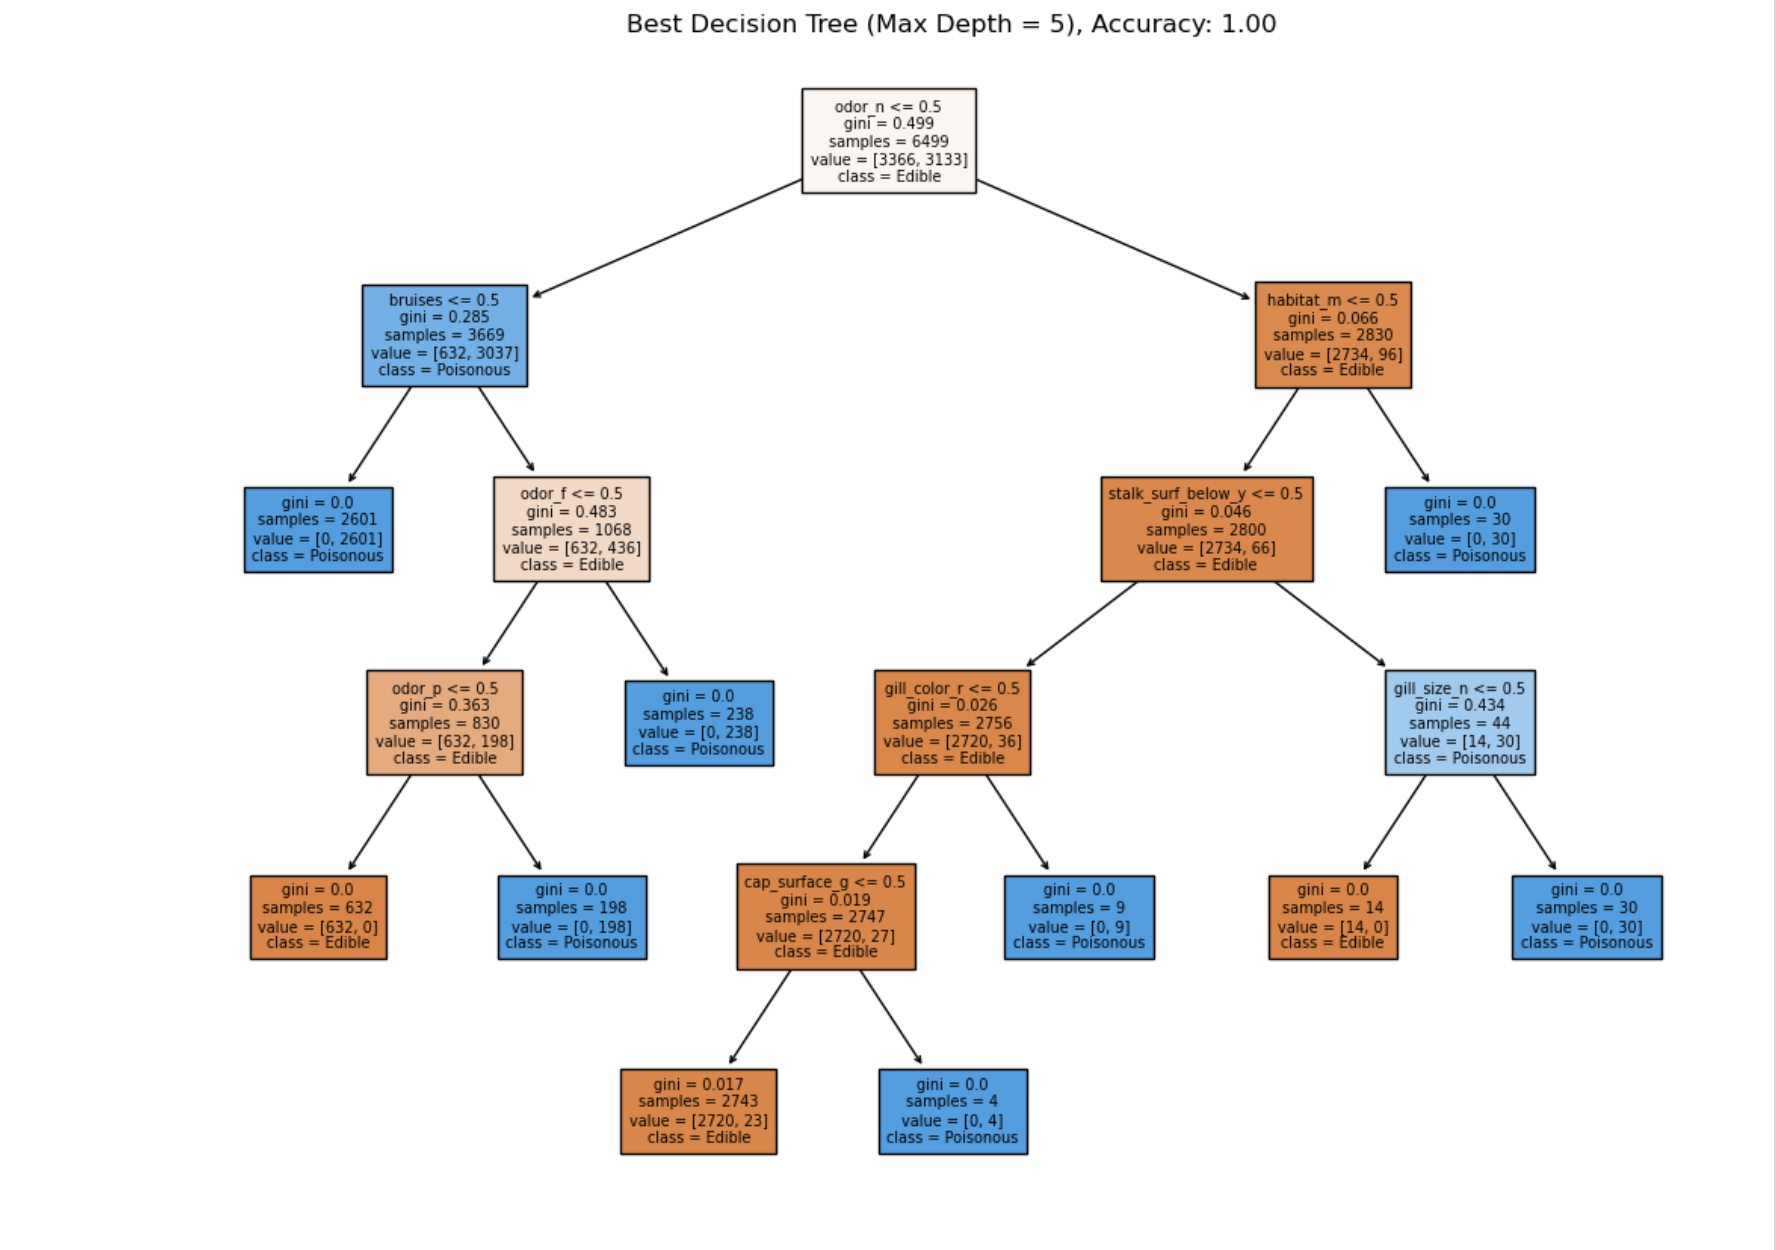 Best Decision Tree (Max Depth = 5), Accuracy: 1.00
odor_n <= 0.5
gini = 0.499
samples = 6499
value = [3366, 3133]
class = Edible
bruises <= 0.5
gini = 0.285
samples = 3669
value = [632, 3037]
class = Poisonous
habitat_m <= 0.5
gini = 0.066
samples = 2830
value = [2734, 96]
class = Edible
gini = 0.0
samples = 2601
value = [0, 2601]
class = Poisonous
odor_f <= 0.5
gini = 0.483
samples = 1068
value = [632, 436]
class = Edible
stalk_surf_below_y <= 0.5
gini = 0.046
samples = 2800
value = [2734, 66]
class = Edible
gini = 0.0
samples = 30
value = [0, 30]
class = Poisonous
odor_p <= 0.5
gini = 0.363
samples = 830
value = [632, 198]
class = Edible
gini = 0.0
samples = 238
value = [0, 238]
class = Poisonous
gill_color_r <= 0.5
gini = 0.026
samples = 2756
value = [2720, 36]
class = Edible
gill_size_n <= 0.5
gini = 0.434
samples = 44
value = [14, 30]
class = Poisonous
gini = 0.0
samples = 632
value = [632, 0]
class = Edible
gini = 0.0
samples = 198
value = [0, 198]
class = Poisonous
cap_surface_g <= 0.5
gini = 0.019
samples = 2747
value = [2720, 27]
class = Edible
gini = 0.0
samples = 9
value = [0, 9]
class = Poisonous
gini = 0.0
samples = 14
value = [14, 0]
class = Edible
gini = 0.0
samples = 30
value = [0, 30]
class = Poisonous
gini = 0.017
samples = 2743
value = [2720, 23]
class = Edible
gini = 0.0
samples = 4
value = [0, 4]
class = Poisonous